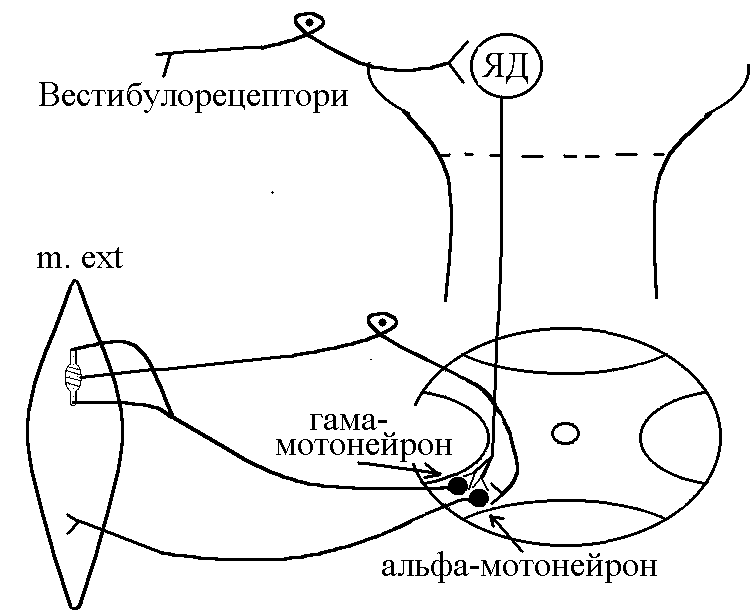 ЯД
Вестибулорецептори
m. ext
гама-
мотонейрон
альфа-мотонейрон